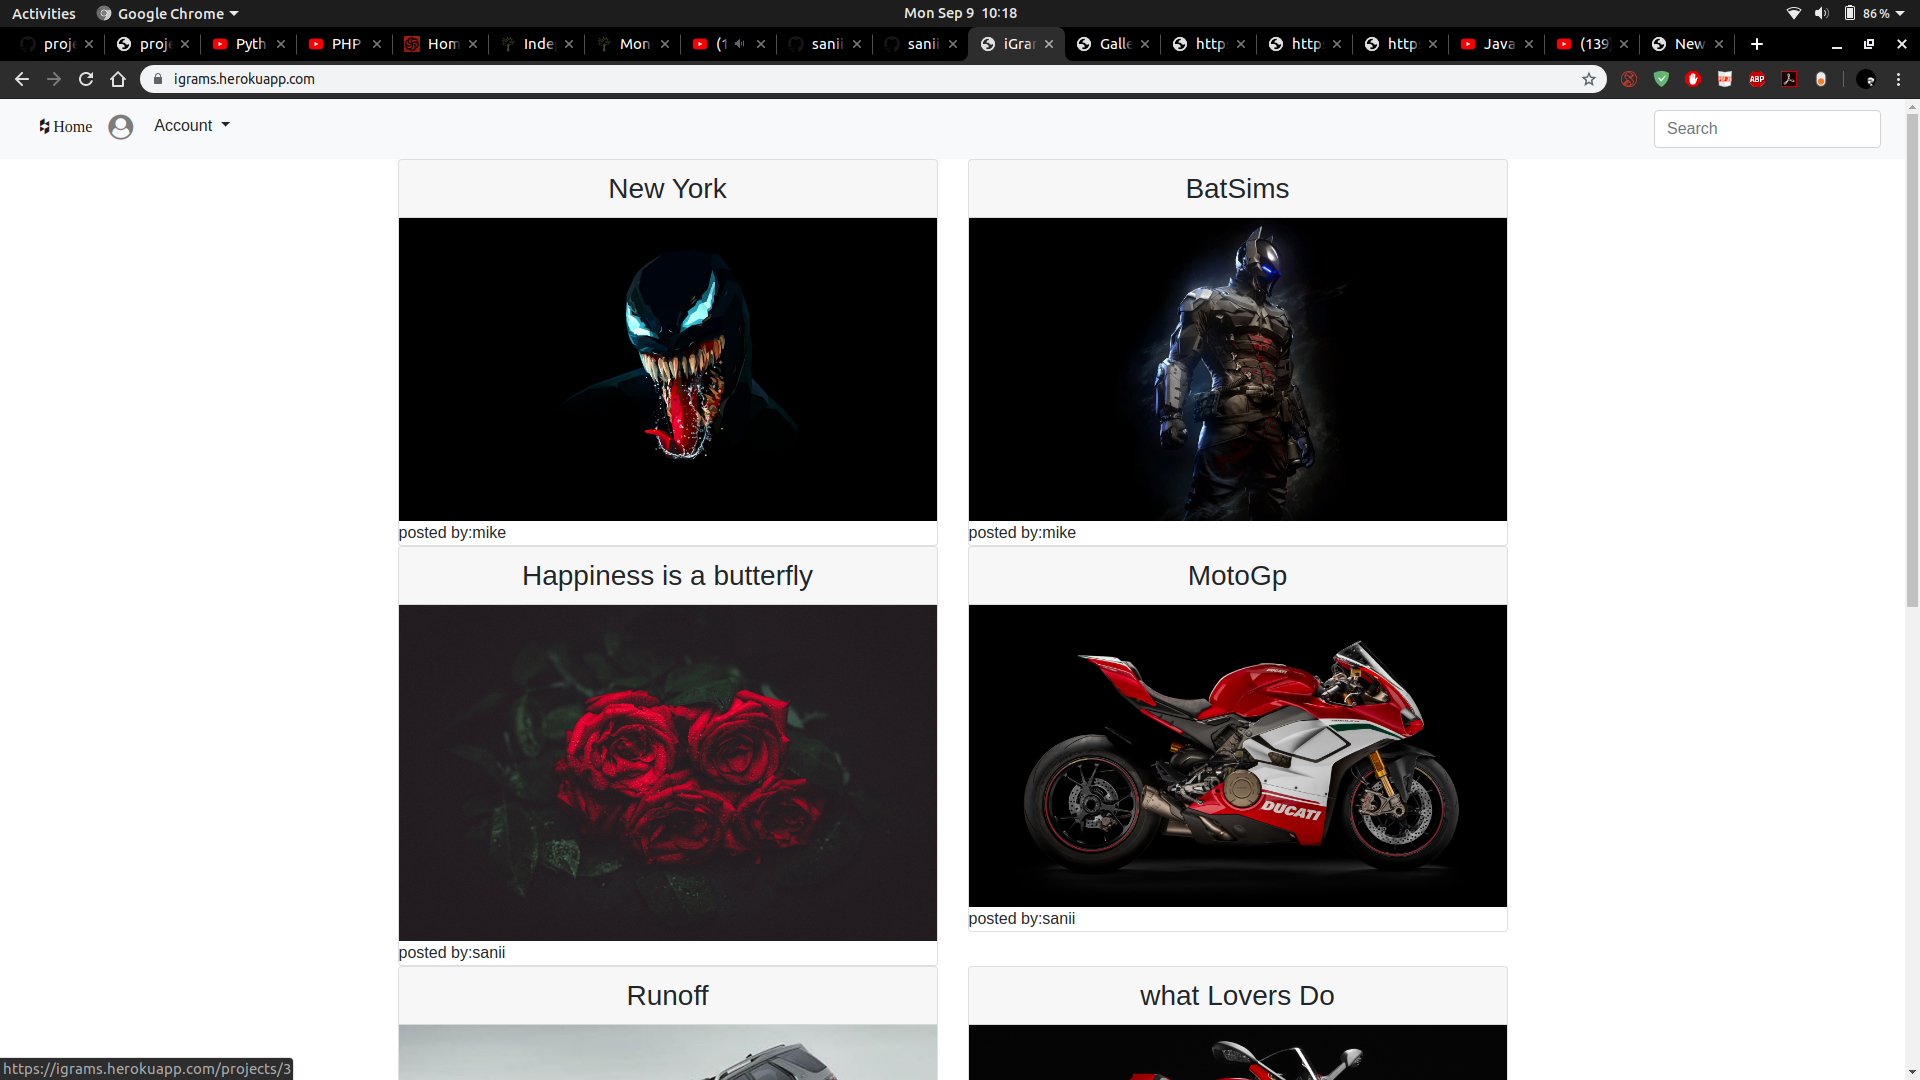 Activities Google Chrome Mon Sep 9 10:18 86%
proje proje Pyth PHP Hom Inde Mon (1 sanii sanii iGra Galle http http http Java (139 New
igrams.herokuapp.com
Home Account Search
New York BatSims
posted by:mike posted by:mike
Happiness is a butterfly MotoGp
DUCATI
posted by:sanii posted by:sanii
Runoff what Lovers Do
https://igrams.herokuapp.com/projects/3